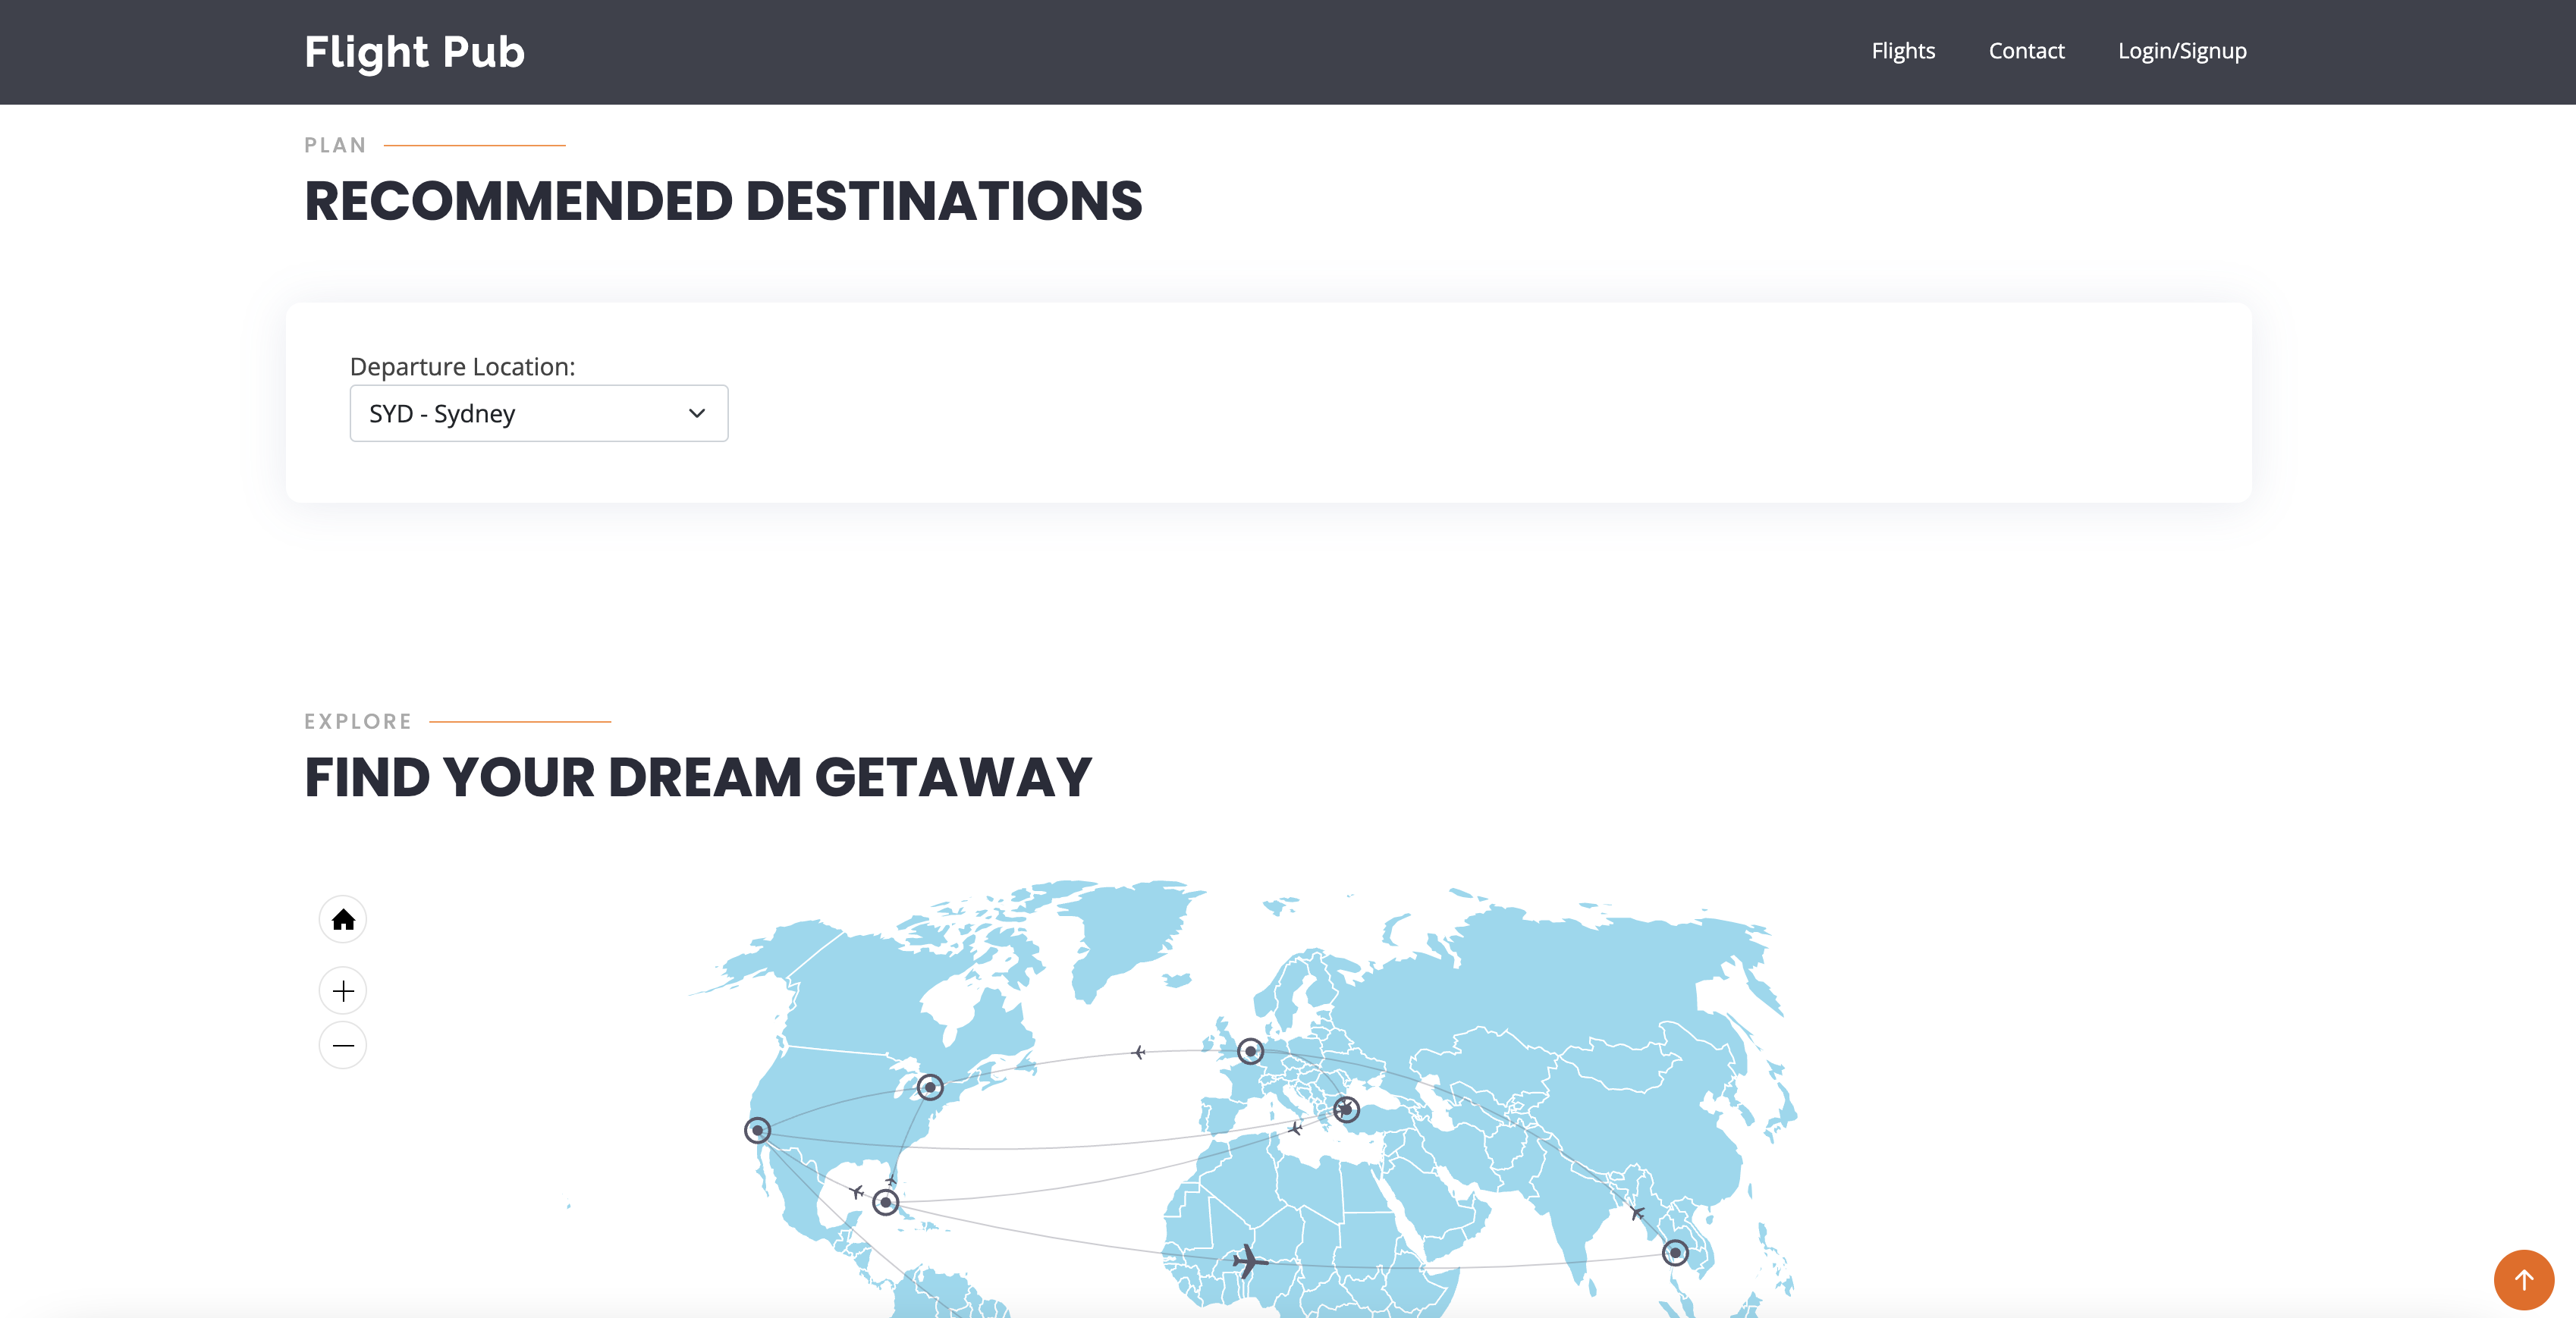 Flight Pub
Flights
Contact
Login/Signup
PLAN
RECOMMENDED DESTINATIONS
Departure Location:
SYD - Sydney
EXPLORE
FIND YOUR DREAM GETAWAY